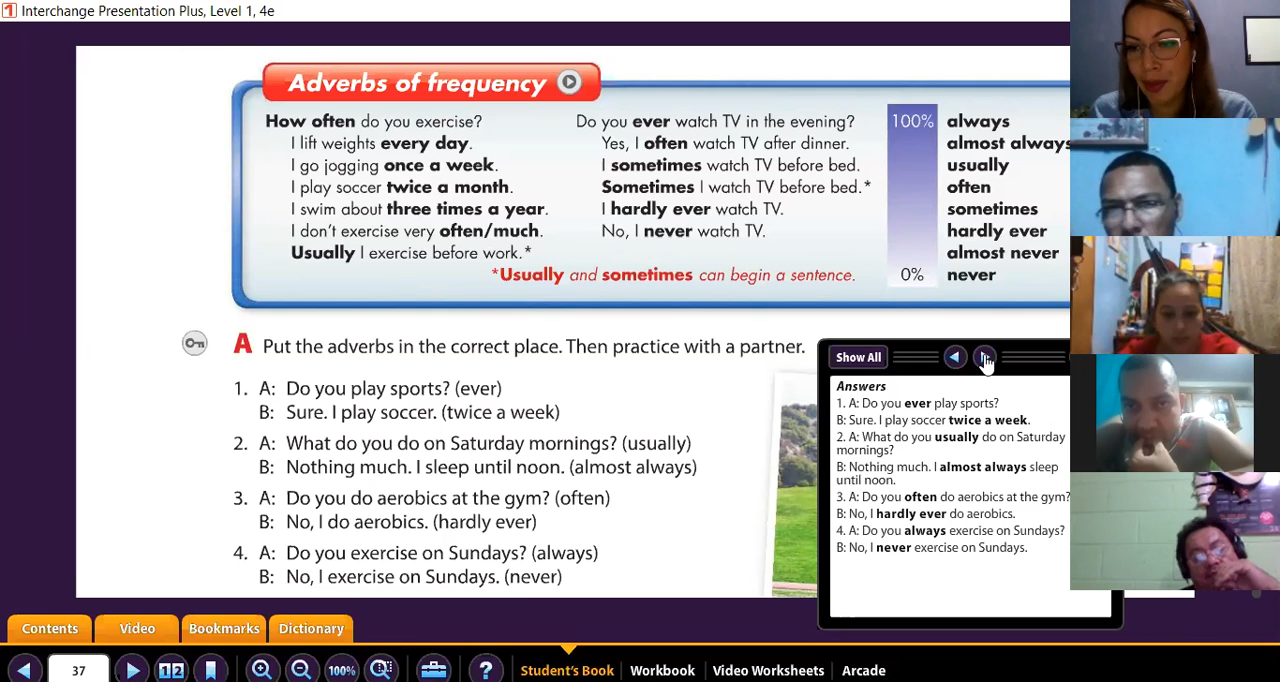 Interchange Presentation Plus, Level 1, 4e
Adverbs of frequency
How often do you exercise?
I lift weights every day.
I go jogging once a week.
I play soccer twice a month.
I swim about three times a year.
I don't exercise very often/much.
Usually I exercise before work.*
Do you ever watch TV in the evening?
Yes, I often watch TV after dinner.
I sometimes watch TV before bed.
Sometimes I watch TV before bed.*
I hardly ever watch TV.
No, I never watch TV.
*Usually and sometimes can begin a sentence.
100% always
almost always
usually
often
sometimes
hardly ever
almost never
0% never
A Put the adverbs in the correct place. Then practice with a partner.
1. A: Do you play sports? (ever)
B: Sure. I play soccer. (twice a week)
2. A: What do you do on Saturday mornings? (usually)
B: Nothing much. I sleep until noon. (almost always)
3. A: Do you do aerobics at the gym? (often)
B: No, I do aerobics. (hardly ever)
4. A: Do you exercise on Sundays? (always)
B: No, I exercise on Sundays. (never)
Show All
Answers
1. A: Do you ever play sports?
B: Sure. I play soccer twice a week.
2. A: What do you usually do on Saturday
mornings?
B: Nothing much. I almost always sleep
until noon.
3. A: Do you often do aerobics at the gym?
B: No, I hardly ever do aerobics.
4. A: Do you always exercise on Sundays?
B: No, I never exercise on Sundays.
Contents Video Bookmarks Dictionary
37 1 2 100% ? Student's Book Workbook Video Worksheets Arcade